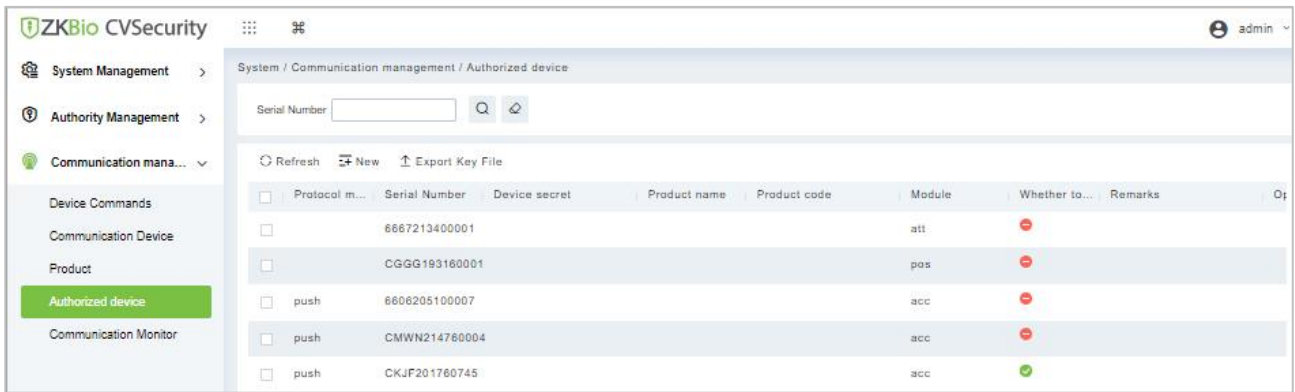 ZKBio CVSecurity
admin
System Management
Authority Management
Communication mana...
Device Commands
Communication Device
Product
Authorized device
Communication Monitor
System / Communication management / Authorized device
Serial Number
Refresh New Export Key File
Protocol m... Serial Number Device secret Product name Product code Module Whether to... Remarks Op
6667213400001 att
CGGG193160001 pos
push 6606205100007 acc
push CMWN214760004 acc
push CKJF201760745 acc